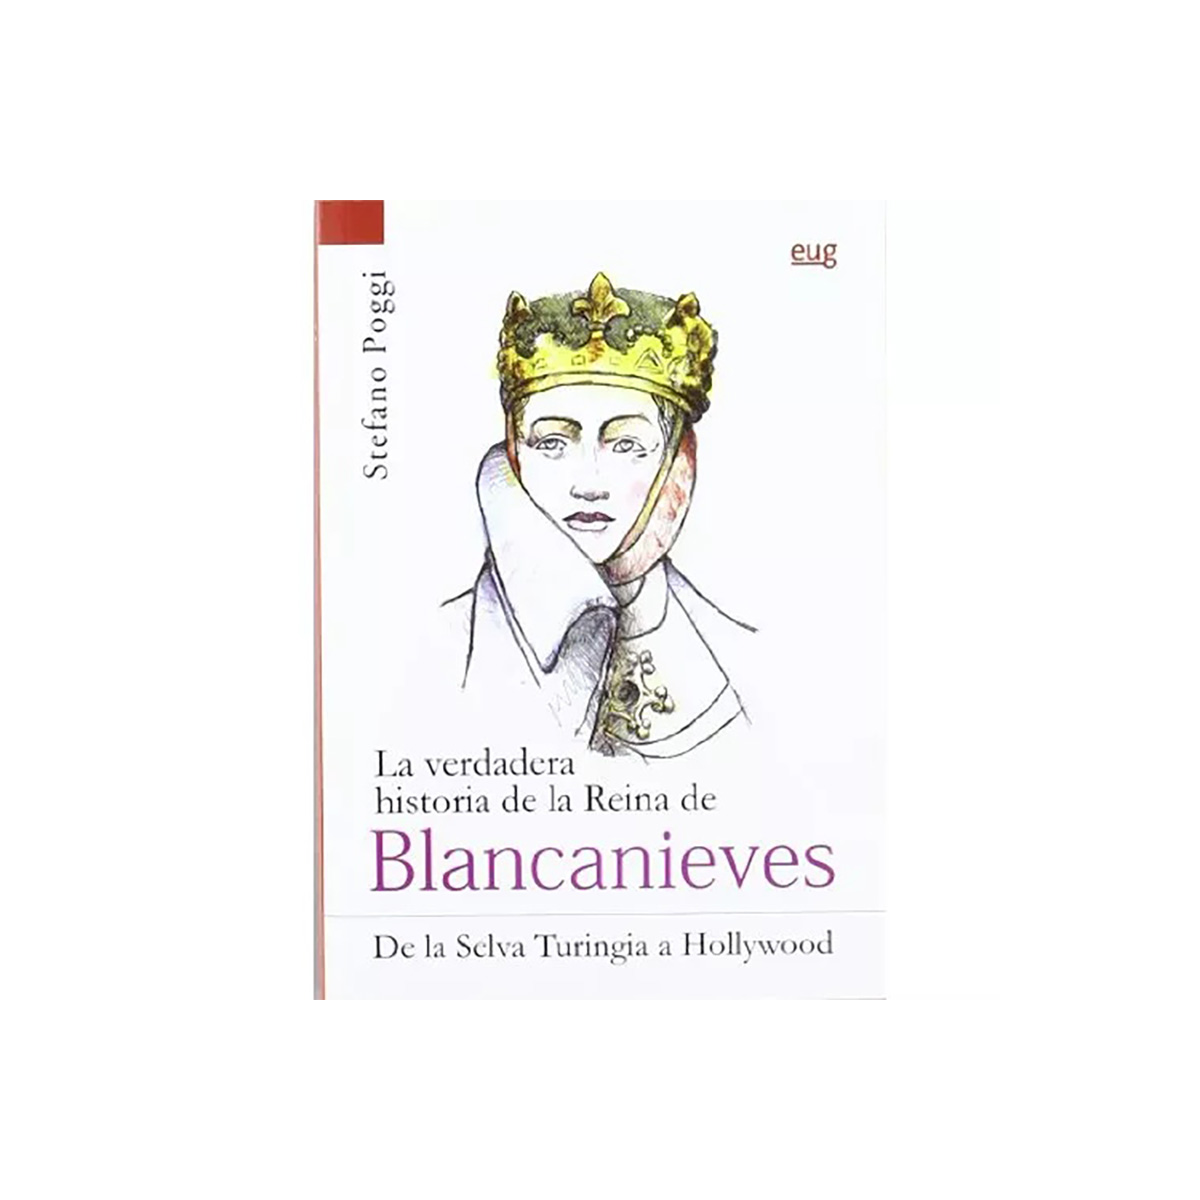 eug
Stefano Poggi
La verdadera
historia de la Reina de
Blancanieves
De la Selva Turingia a Hollywood